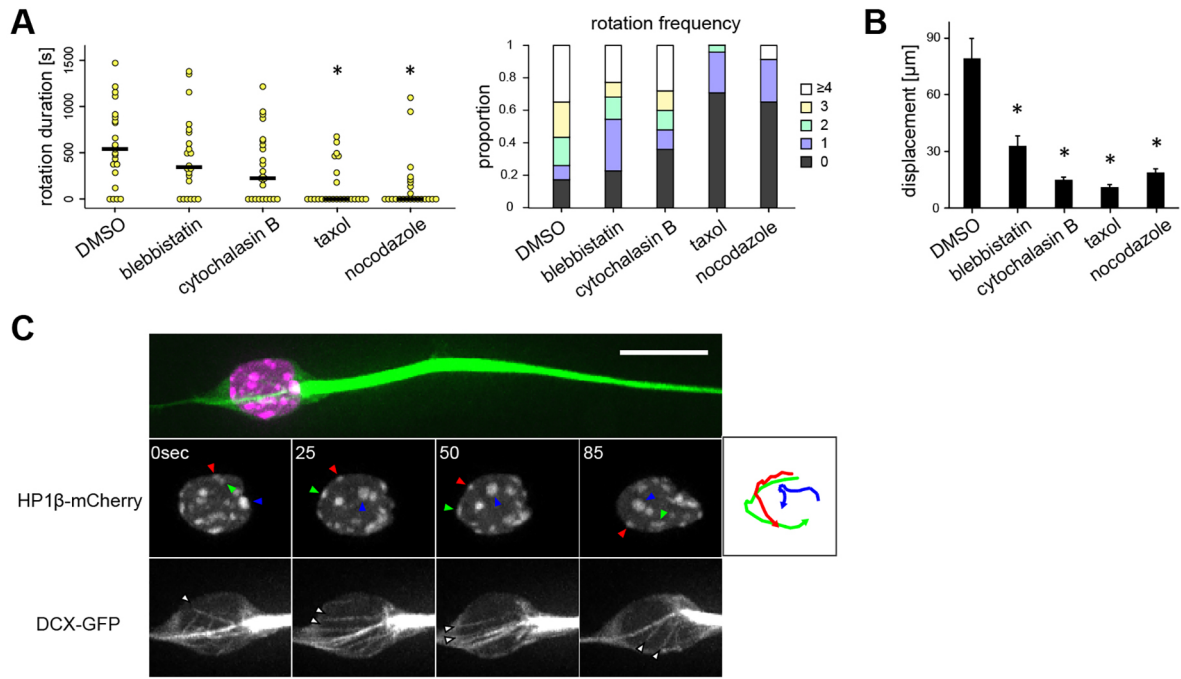 A
rotation duration [s]
1500
1000
500
0
*
*
DMSO
blebbistatin
cytochalasin B
taxol
nocodazole
rotation frequency
proportion
1
0.8
0.6
0.4
0.2
0
≥4
3
2
1
0
DMSO
blebbistatin
cytochalasin B
taxol
nocodazole
B
displacement [µm]
90
60
30
0
*
*
*
*
DMSO
blebbistatin
cytochalasin B
taxol
nocodazole
C
HP1β-mCherry
0sec
25
50
85
DCX-GFP